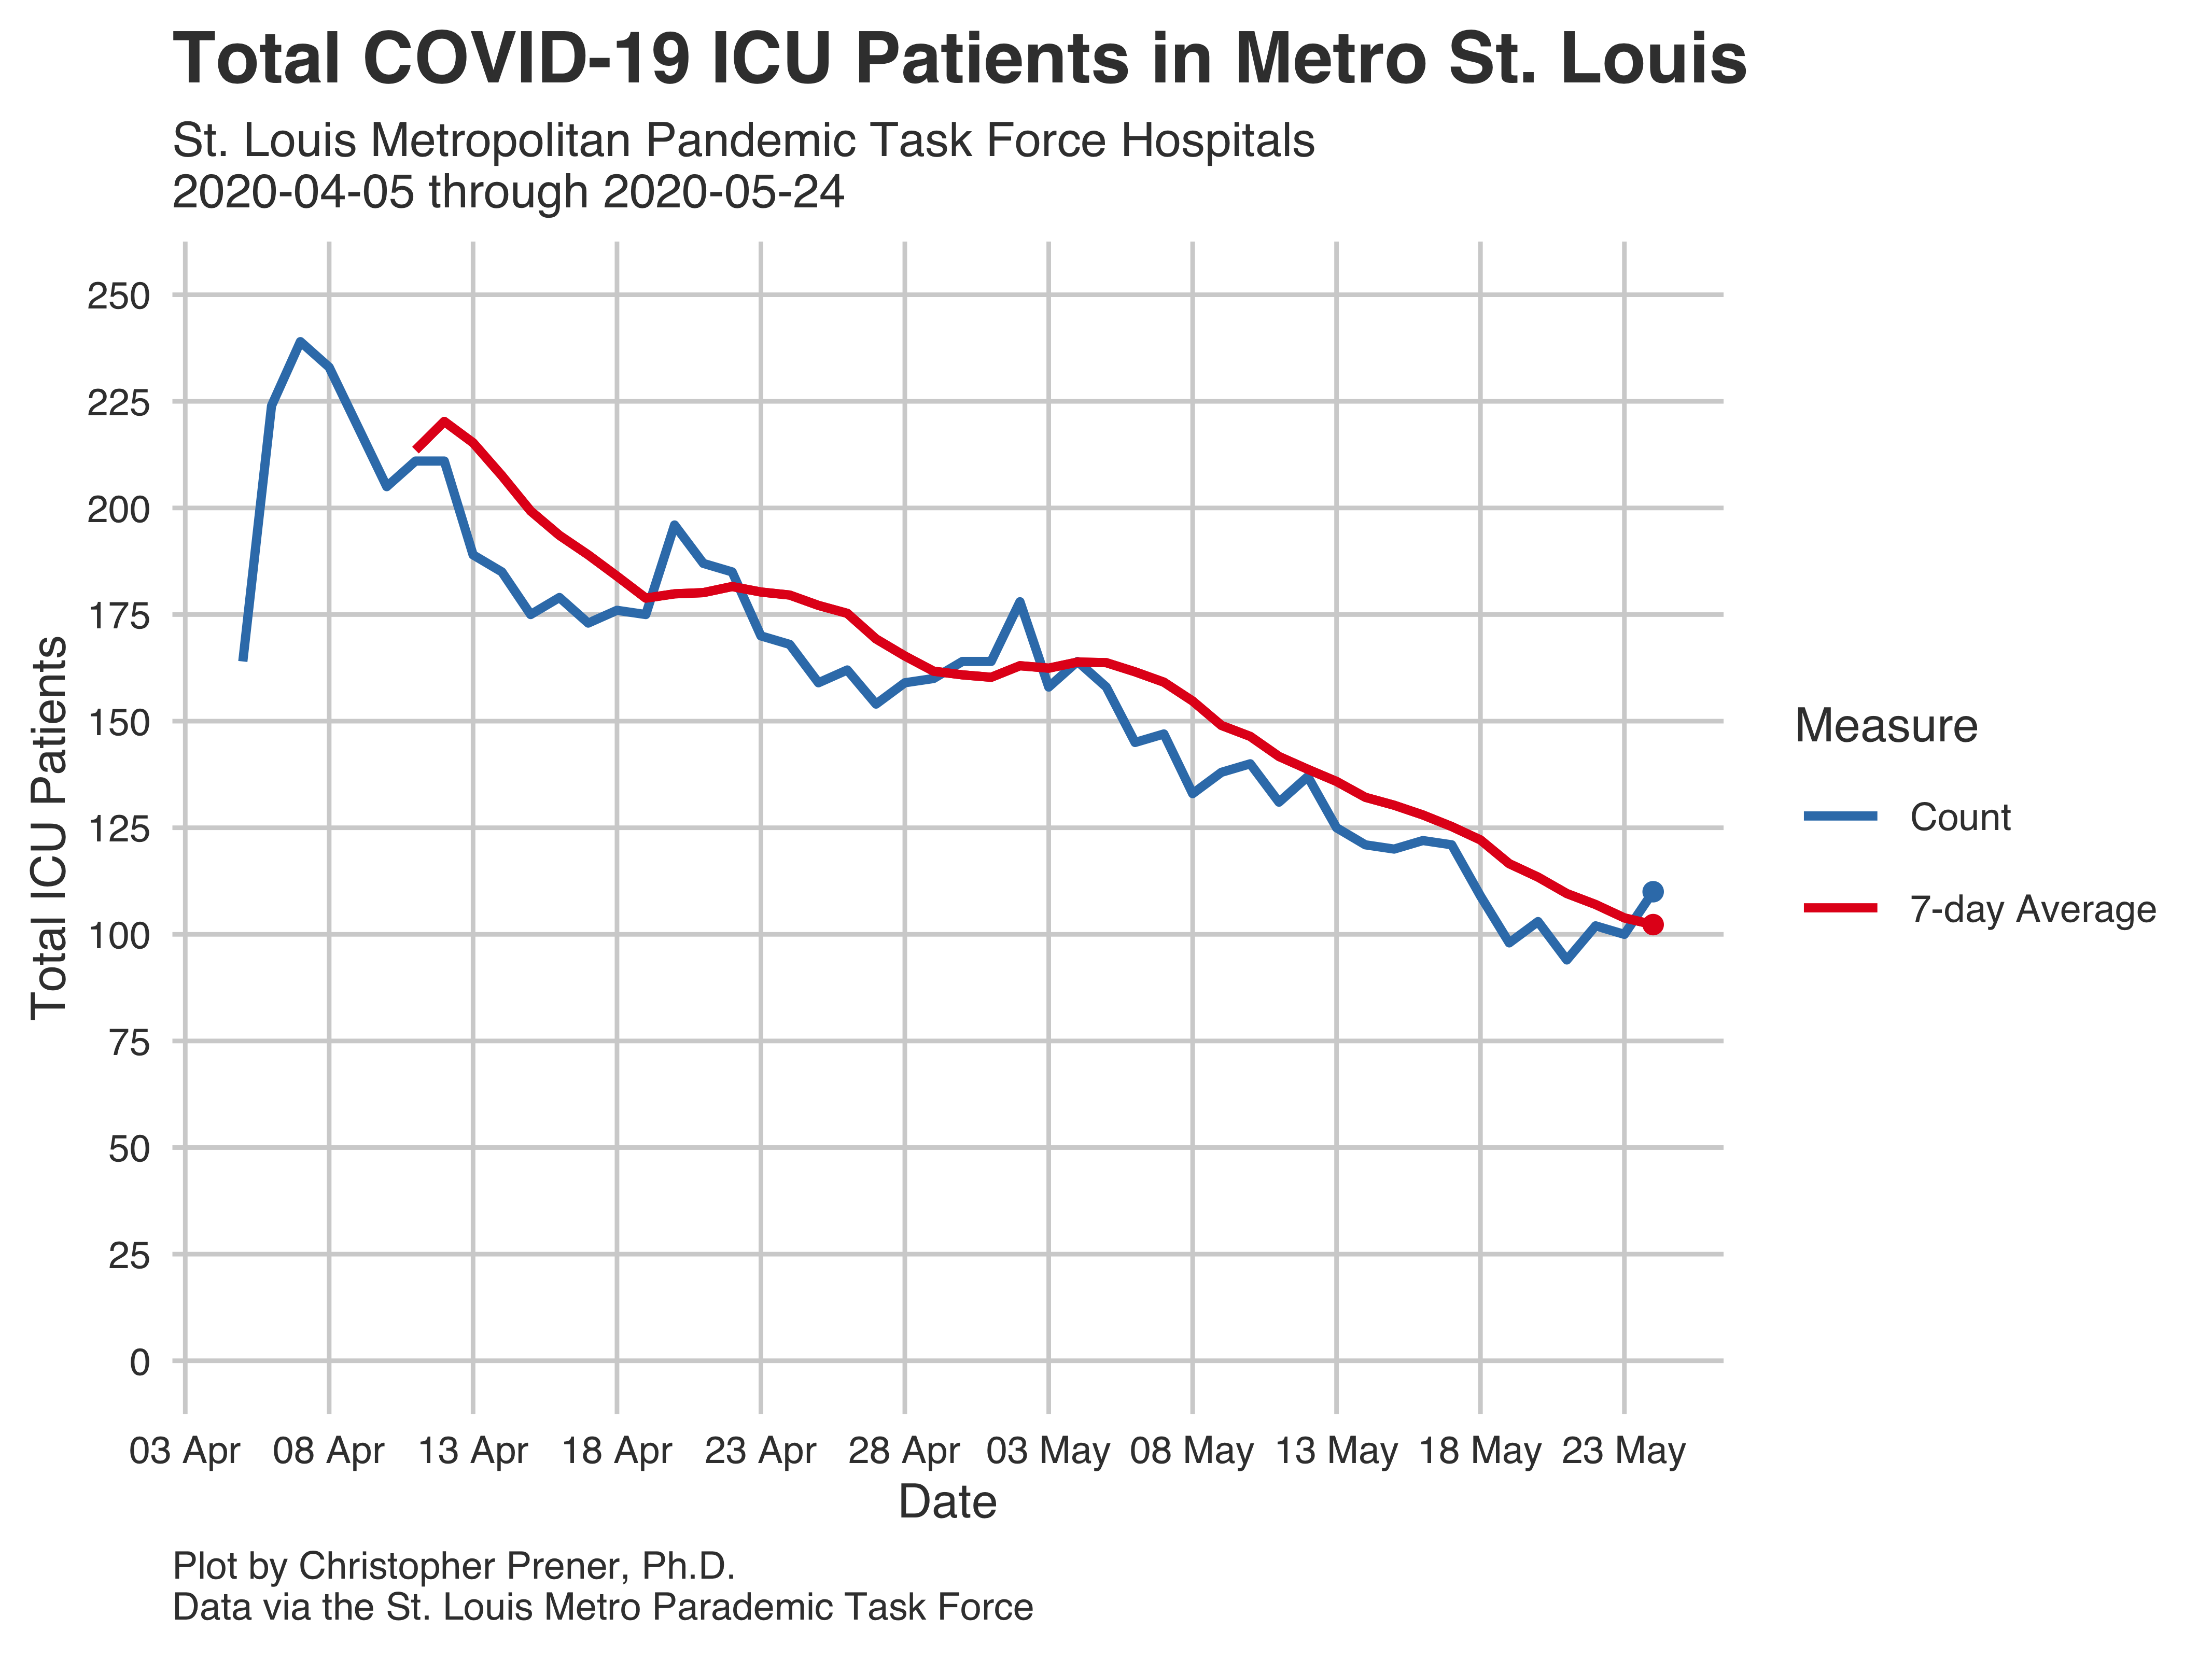 Total COVID-19 ICU Patients in Metro St. Louis
St. Louis Metropolitan Pandemic Task Force Hospitals
2020-04-05 through 2020-05-24
Total ICU Patients
250
225
200
175
150
125
100
75
50
25
0
03 Apr 08 Apr 13 Apr 18 Apr 23 Apr 28 Apr 03 May 08 May 13 May 18 May 23 May
Date
Measure
Count
7-day Average
Plot by Christopher Prener, Ph.D.
Data via the St. Louis Metro Parademic Task Force